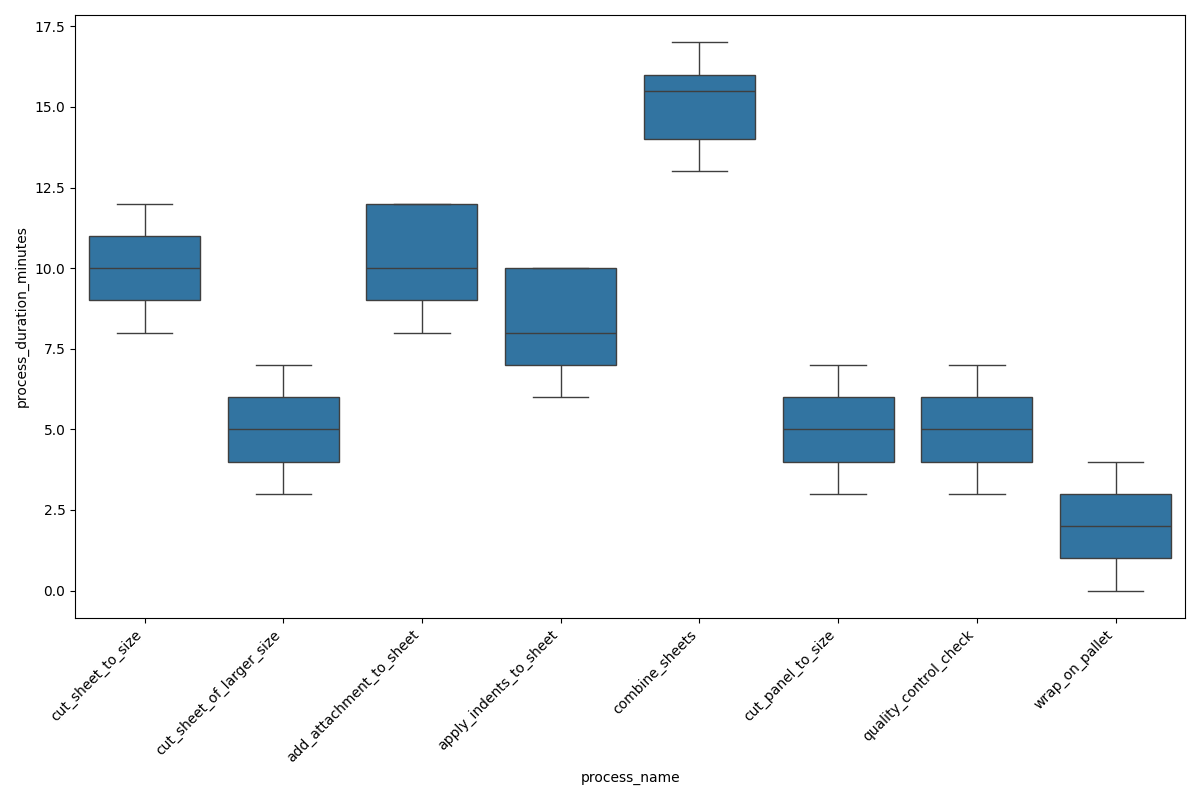 17.5
15.0
12.5
10.0
7.5
5.0
2.5
0.0
process_duration_minutes
cut_sheet_to_size
cut_sheet_of_larger_size
add_attachment_to_sheet
apply_indents_to_sheet
combine_sheets
cut_panel_to_size
quality_control_check
wrap_on_pallet
process_name